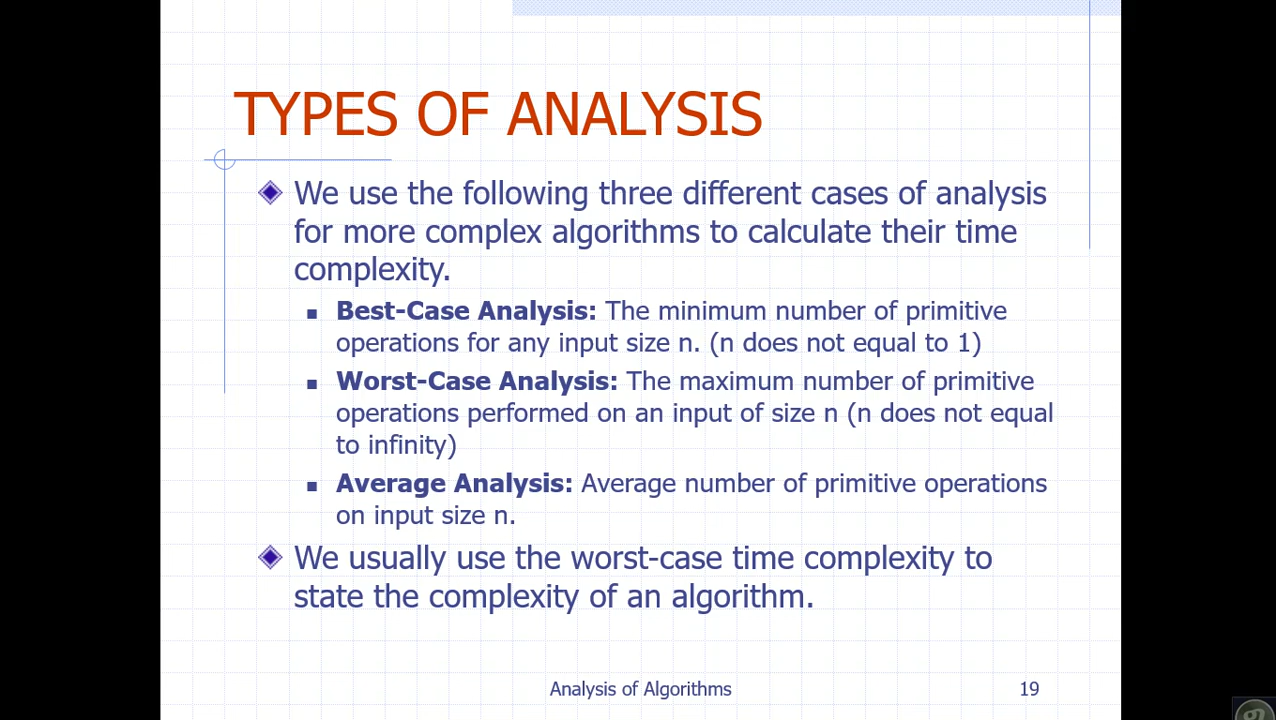 TYPES OF ANALYSIS
We use the following three different cases of analysis
for more complex algorithms to calculate their time
complexity.
Best-Case Analysis: The minimum number of primitive
operations for any input size n. (n does not equal to 1)
Worst-Case Analysis: The maximum number of primitive
operations performed on an input of size n (n does not equal
to infinity)
Average Analysis: Average number of primitive operations
on input size n.
We usually use the worst-case time complexity to
state the complexity of an algorithm.
Analysis of Algorithms
19